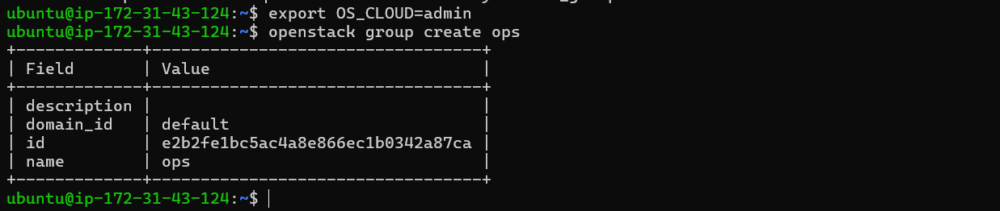 ubuntu@ip-172-31-43-124:~$ export OS_CLOUD=admin
ubuntu@ip-172-31-43-124:~$ openstack group create ops
+-------------+----------------------------------+
| Field       | Value                            |
+-------------+----------------------------------+
| description |                                  |
| domain_id   | default                          |
| id          | e2b2fe1bc5ac4a8e866ec1b0342a87ca |
| name        | ops                              |
+-------------+----------------------------------+
ubuntu@ip-172-31-43-124:~$